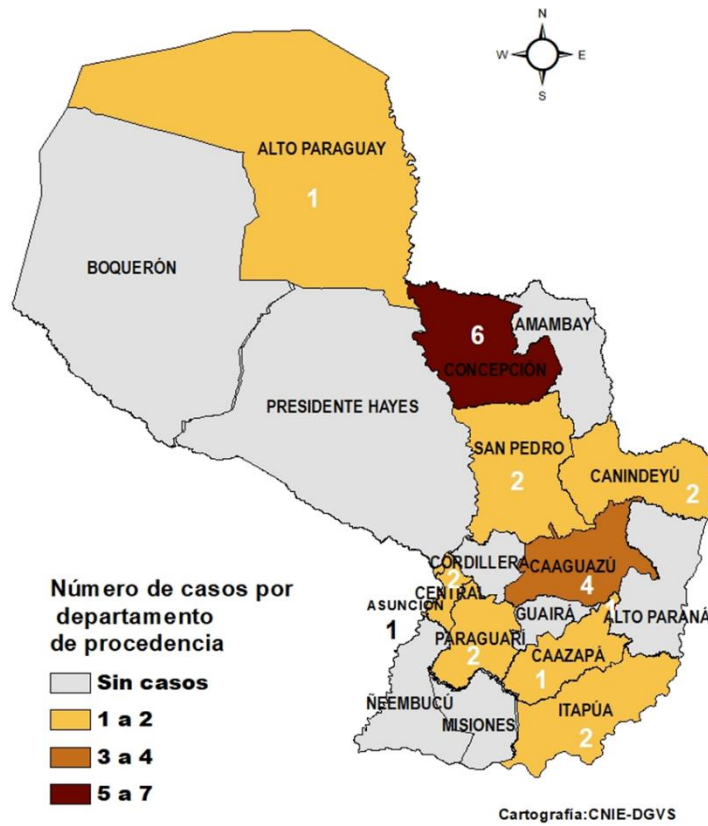 N
W E
S
ALTO PARAGUAY
1
BOQUERÓN
6
AMAMBAY
CONCEPCIÓN
PRESIDENTE HAYES
SAN PEDRO
2
CANINDEYÚ
2
CORDILLERA
2
CAAGUAZÚ
4
CENTRAL
ASUNCION
1
GUAIRÁ
1
ALTO PARANÁ
PARAGUARÍ
2
CAAZAPÁ
1
ÑEEMBUCÚ
MISIONES
ITAPÚA
2
Número de casos por
departamento
de procedencia
Sin casos
1 a 2
3 a 4
5 a 7
Cartografía:CNIE-DGVS